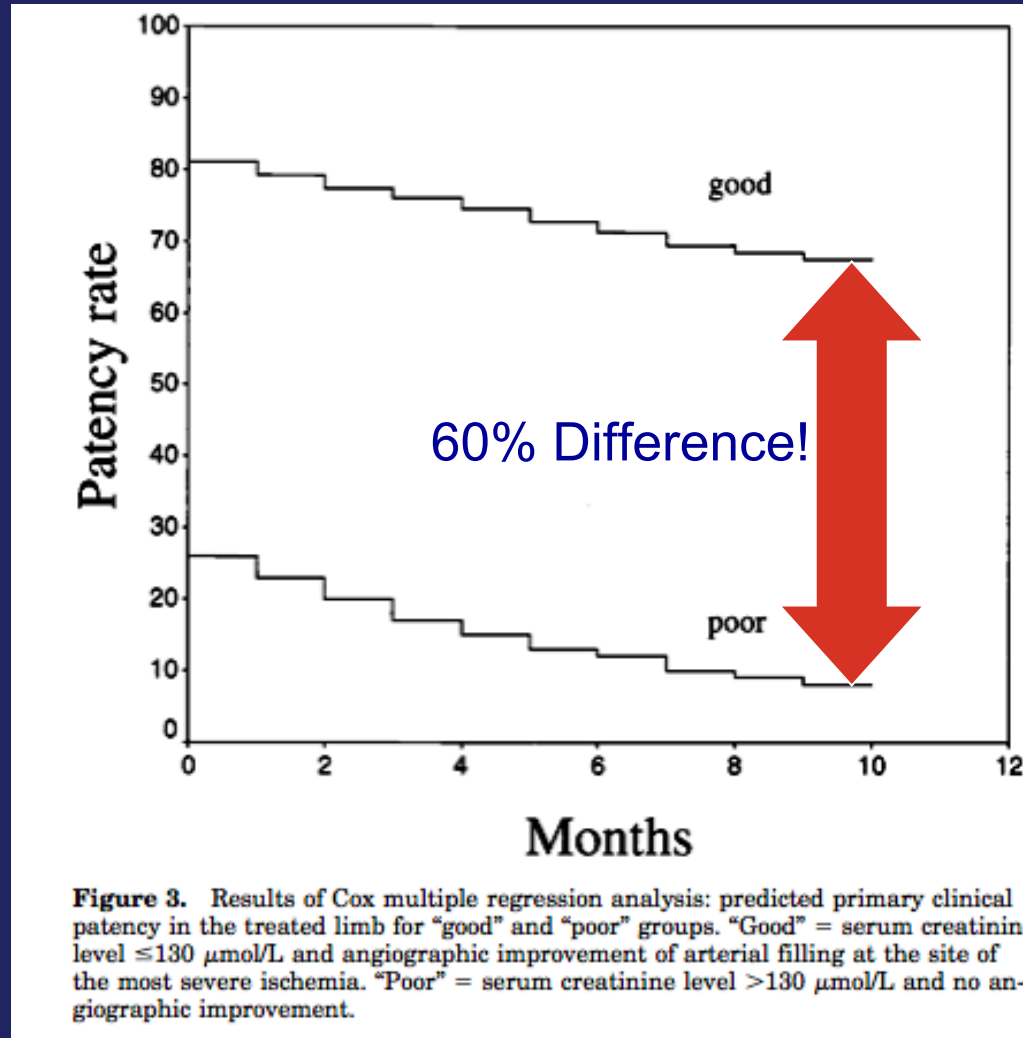 100
90
80
70
60
50
40
30
20
10
0
Patency rate
good
60% Difference!
poor
0 2 4 6 8 10 12
Months
Figure 3. Results of Cox multiple regression analysis: predicted primary clinical
patency in the treated limb for “good” and “poor” groups. “Good” = serum creatinin
level ≤130 μmol/L and angiographic improvement of arterial filling at the site of
the most severe ischemia. “Poor” = serum creatinine level >130 μmol/L and no an-
giographic improvement.